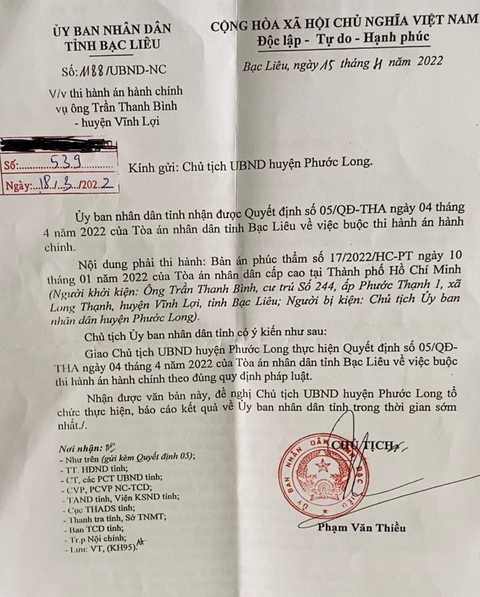 ỦY BAN NHÂN DÂN
TỈNH BẠC LIÊU
CỘNG HÒA XÃ HỘI CHỦ NGHĨA VIỆT NAM
Độc lập - Tự do - Hạnh phúc
Số: 1188/UBND-NC
Bạc Liêu, ngày 15 tháng 4 năm 2022
V/v thi hành án hành chính
vụ ông Trần Thanh Bình
- huyện Vĩnh Lợi
Số: 539
Ngày: 18/3/2022
Kính gửi: Chủ tịch UBND huyện Phước Long.
Ủy ban nhân dân tỉnh nhận được Quyết định số 05/QĐ-THA ngày 04 tháng
4 năm 2022 của Tòa án nhân dân tỉnh Bạc Liêu về việc buộc thi hành án hành
chính.
Nội dung phải thi hành: Bản án phúc thẩm số 17/2022/HC-PT ngày 10
tháng 01 năm 2022 của Tòa án nhân dân cấp cao tại Thành phố Hồ Chí Minh
(Người khởi kiện: Ông Trần Thanh Bình, cư trú Số 244, ấp Phước Thạnh 1, xã
Long Thạnh, huyện Vĩnh Lợi, tỉnh Bạc Liêu; Người bị kiện: Chủ tịch Ủy ban
nhân dân huyện Phước Long).
Chủ tịch Ủy ban nhân dân tỉnh có ý kiến như sau:
Giao Chủ tịch UBND huyện Phước Long thực hiện Quyết định số 05/QĐ-
THA ngày 04 tháng 4 năm 2022 của Tòa án nhân dân tỉnh Bạc Liêu về việc buộc
thi hành án hành chính theo đúng quy định pháp luật.
Nhận được văn bản này, đề nghị Chủ tịch UBND huyện Phước Long tổ
chức thực hiện, báo cáo kết quả về Ủy ban nhân dân tỉnh trong thời gian sớm
nhất./.
Nơi nhận:
- Như trên (gửi kèm Quyết định 05);
- TT. HĐND tỉnh;
- CT, các PCT UBND tỉnh;
- CVP, PCVP NC-TCD;
- TAND tỉnh, Viện KSND tỉnh;
- Cục THADS tỉnh;
- Thanh tra tỉnh, Sở TNMT;
- Ban TCD tỉnh;
- Tr.p Nội chính;
- Lưu: VT, (KH95).
CHỦ TỊCH
ỦY BAN NHÂN DÂN TỈNH BẠC LIÊU
Phạm Văn Thiều